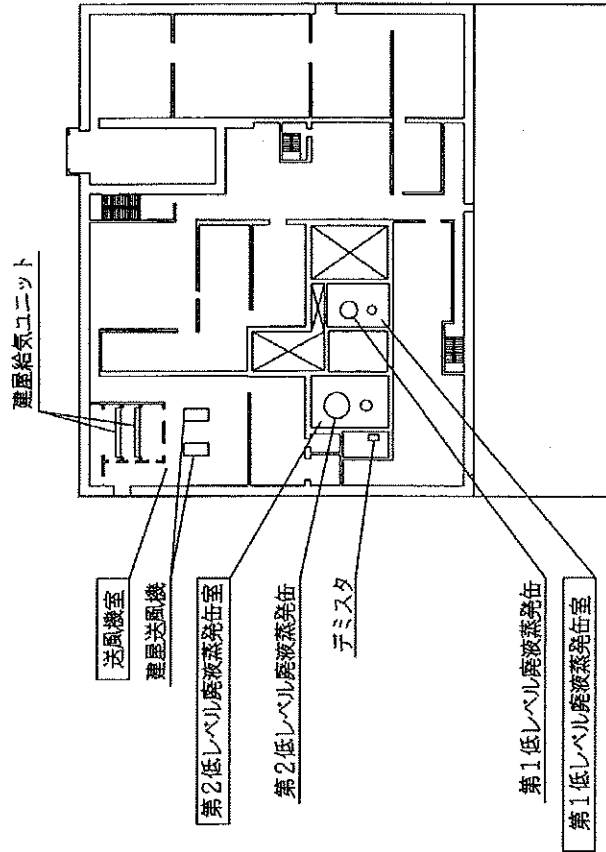 建屋給気ユニット
送風機室
建屋送風機
第2低レベル廃液蒸発缶室
第2低レベル廃液蒸発缶
デミスタ
第1低レベル廃液蒸発缶
第1低レベル廃液蒸発缶室